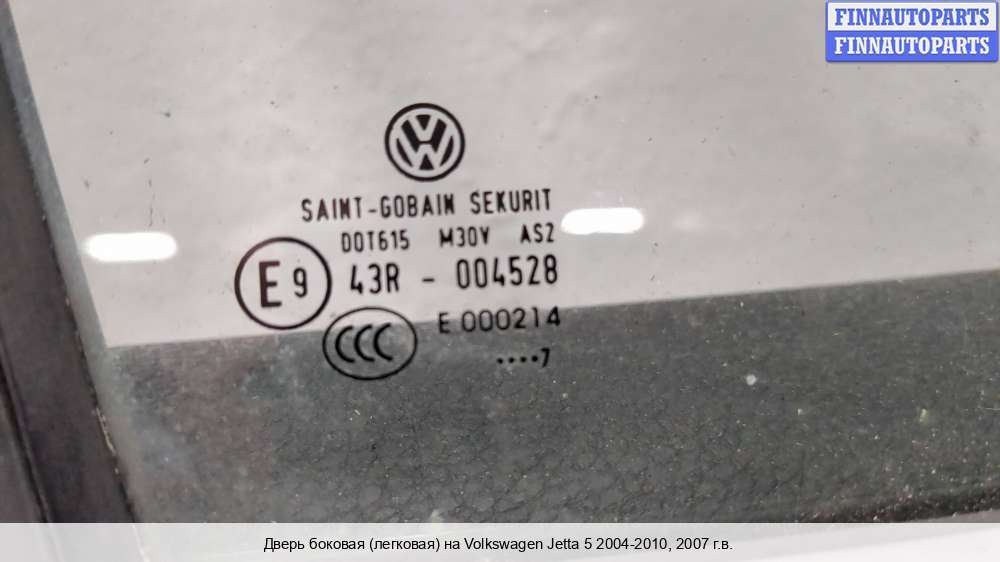 FINNAUTOPARTS
FINNAUTOPARTS
SAINT-GOBAIN SEKURIT
DOT615 M30V AS2
E9 43R - 004528
CCC E 000214
....7
Дверь боковая (легковая) на Volkswagen Jetta 5 2004-2010, 2007 г.в.